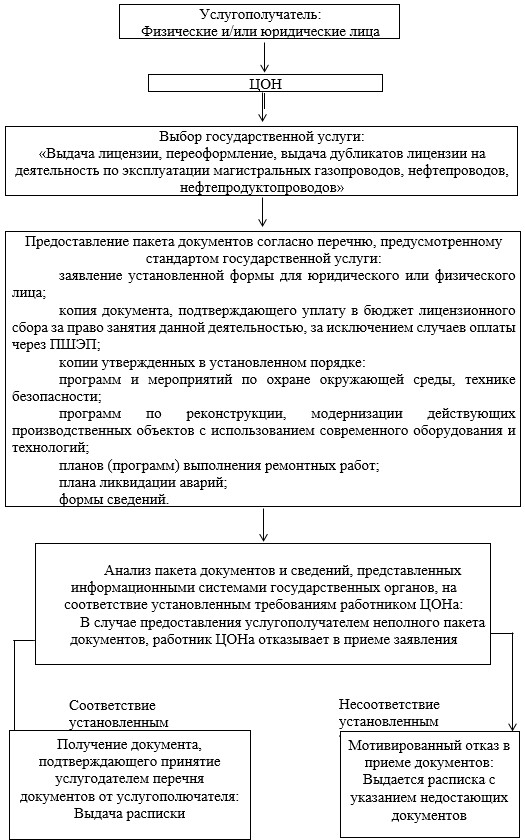 Услугополучатель:
Физические и/или юридические лица
ЦОН
Выбор государственной услуги:
«Выдача лицензии, переоформление, выдача дубликатов лицензии на
деятельность по эксплуатации магистральных газопроводов, нефтепроводов,
нефтепродуктопроводов»
Предоставление пакета документов согласно перечню, предусмотренному
стандартом государственной услуги:
заявление установленной формы для юридического или физического
лица;
копия документа, подтверждающего уплату в бюджет лицензионного
сбора за право занятия данной деятельностью, за исключением случаев оплаты
через ПШЭП;
копии утвержденных в установленном порядке:
программ и мероприятий по охране окружающей среды, технике
безопасности;
программ по реконструкции, модернизации действующих
производственных объектов с использованием современного оборудования и
технологий;
планов (программ) выполнения ремонтных работ;
плана ликвидации аварий;
формы сведений.
Анализ пакета документов и сведений, представленных
информационными системами государственных органов, на
соответствие установленным требованиям работником ЦОНа:
В случае предоставления услугополучателем неполного пакета
документов, работник ЦОНа отказывает в приеме заявления
Соответствие
установленным
Получение документа,
подтверждающего принятие
услугодателем перечня
документов от услугополючателя:
Выдача расписки
Несоответствие
установленным
Мотивированный отказ в
приеме документов:
Выдается расписка с
указанием недостающих
документов